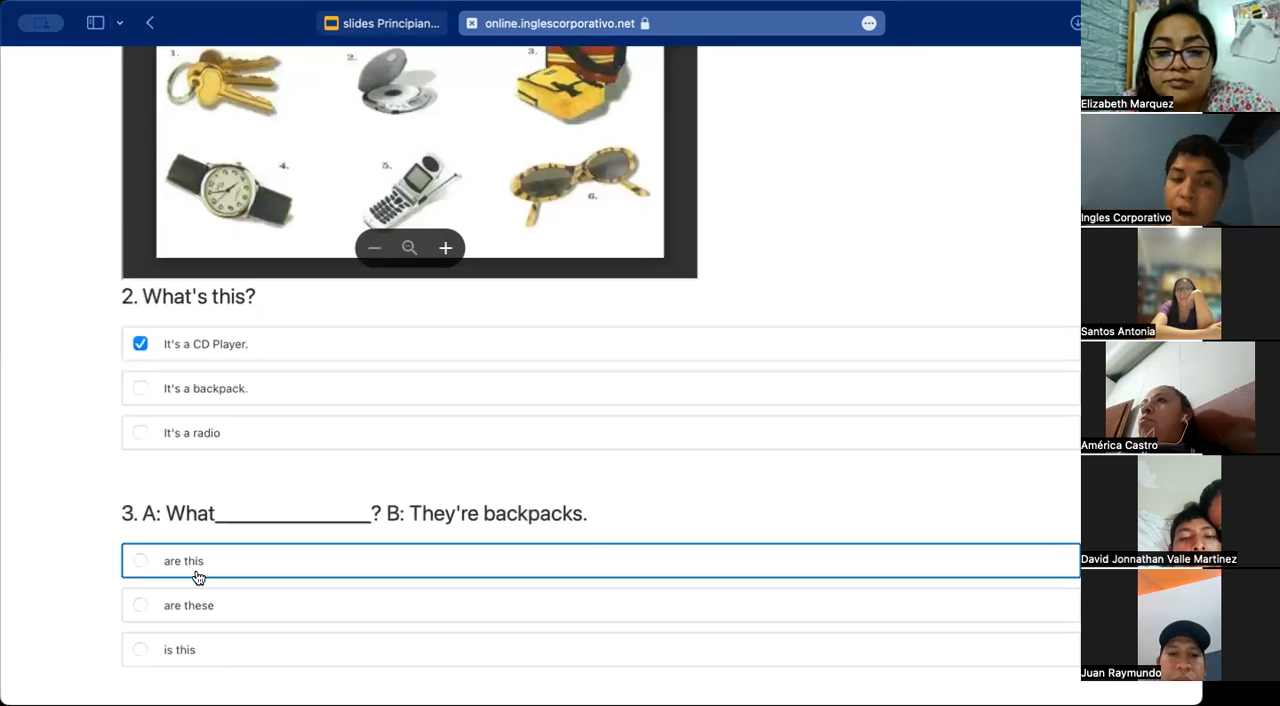 slides Principian...
online.inglescorporativo.net
1.
2.
3.
4.
5.
6.
2. What's this?
It's a CD Player.
It's a backpack.
It's a radio
3. A: What______________? B: They're backpacks.
are this
are these
is this
Elizabeth Marquez
Ingles Corporativo
Santos Antonia
América Castro
David Jonnathan Valle Martinez
Juan Raymundo